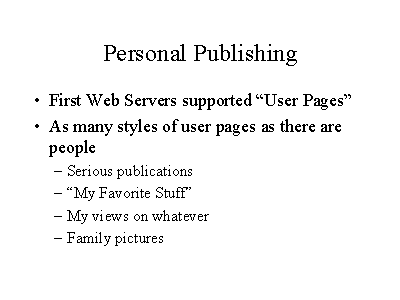 Personal Publishing
• First Web Servers supported “User Pages”
• As many styles of user pages as there are
people
– Serious publications
– “My Favorite Stuff”
– My views on whatever
– Family pictures